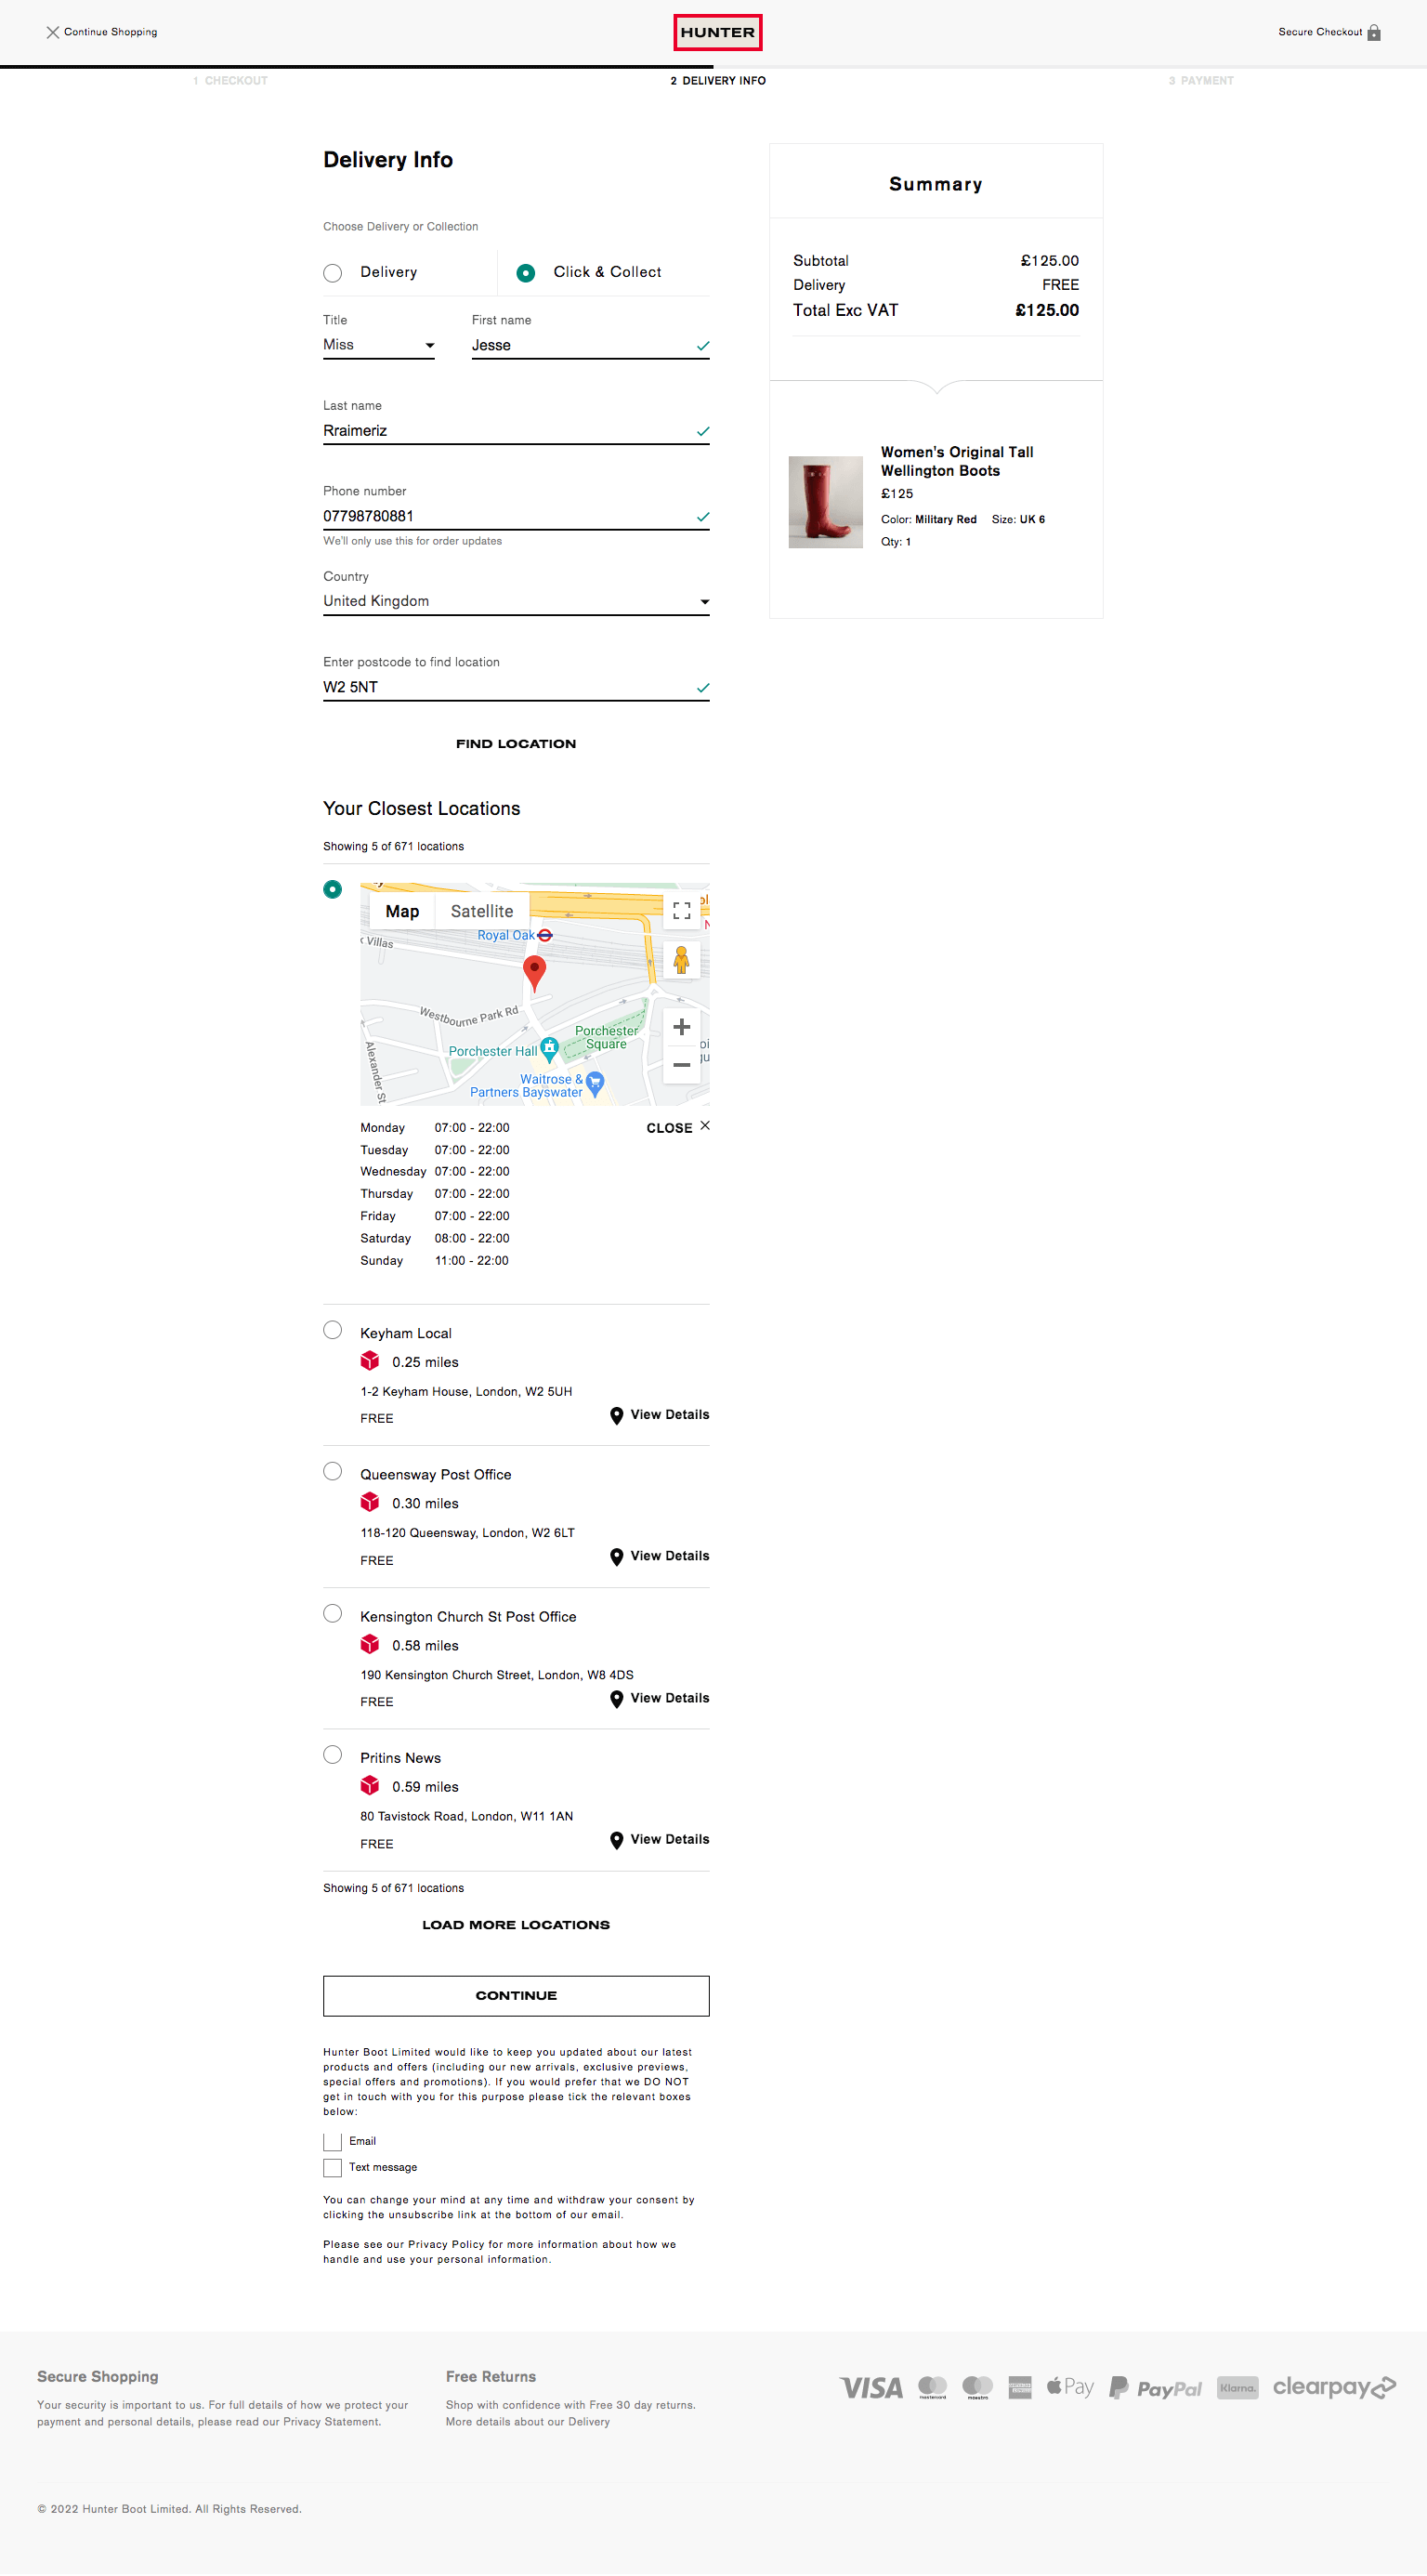 Continue Shopping
HUNTER
Secure Checkout
1 CHECKOUT
2 DELIVERY INFO
3 PAYMENT
Delivery Info
Choose Delivery or Collection
Delivery
Click & Collect
Title
First name
Miss
Jesse
Last name
Rraimeriz
Phone number
07798780881
We'll only use this for order updates
Country
United Kingdom
Enter postcode to find location
W2 5NT
FIND LOCATION
Summary
Subtotal £125.00
Delivery FREE
Total Exc VAT £125.00
Women's Original Tall
Wellington Boots
£125
Color: Military Red Size: UK 6
Qty: 1
Your Closest Locations
Showing 5 of 671 locations
Map
Satellite
Royal Oak
Villas
Westbourne Park Rd
Alexander St
Porchester
Square
Porchester Hall
Waitrose &
Partners Bayswater
Monday 07:00 - 22:00
CLOSE
Tuesday 07:00 - 22:00
Wednesday 07:00 - 22:00
Thursday 07:00 - 22:00
Friday 07:00 - 22:00
Saturday 08:00 - 22:00
Sunday 11:00 - 22:00
Keyham Local
0.25 miles
1-2 Keyham House, London, W2 5UH
FREE
View Details
Queensway Post Office
0.30 miles
118-120 Queensway, London, W2 6LT
FREE
View Details
Kensington Church St Post Office
0.58 miles
190 Kensington Church Street, London, W8 4DS
FREE
View Details
Pritins News
0.59 miles
80 Tavistock Road, London, W11 1AN
FREE
View Details
Showing 5 of 671 locations
LOAD MORE LOCATIONS
CONTINUE
Hunter Boot Limited would like to keep you updated about our latest
products and offers (including our new arrivals, exclusive previews,
special offers and promotions). If you would prefer that we DO NOT
get in touch with you for this purpose please tick the relevant boxes
below:
Email
Text message
You can change your mind at any time and withdraw your consent by
clicking the unsubscribe link at the bottom of our email.
Please see our Privacy Policy for more information about how we
handle and use your personal information.
Secure Shopping
Your security is important to us. For full details of how we protect your
payment and personal details, please read our Privacy Statement.
Free Returns
Shop with confidence with Free 30 day returns.
More details about our Delivery
VISA
mastercard
maestro
Pay
PayPal
Klarna.
clearpay
© 2022 Hunter Boot Limited. All Rights Reserved.